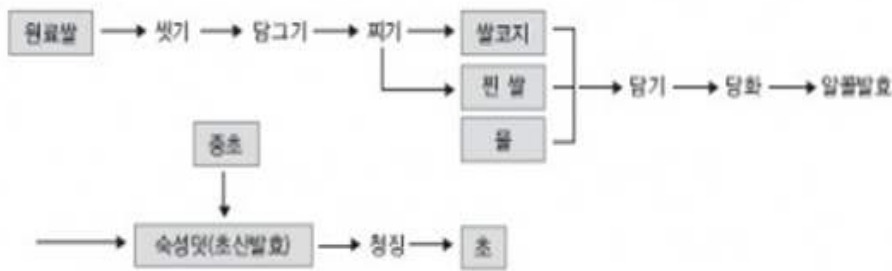 원료쌀 씻기 담그기 찌기 쌀코지
찐 쌀 담기 당화 알콜발효
물
종초
숙성덧(초산발효) 청징 초